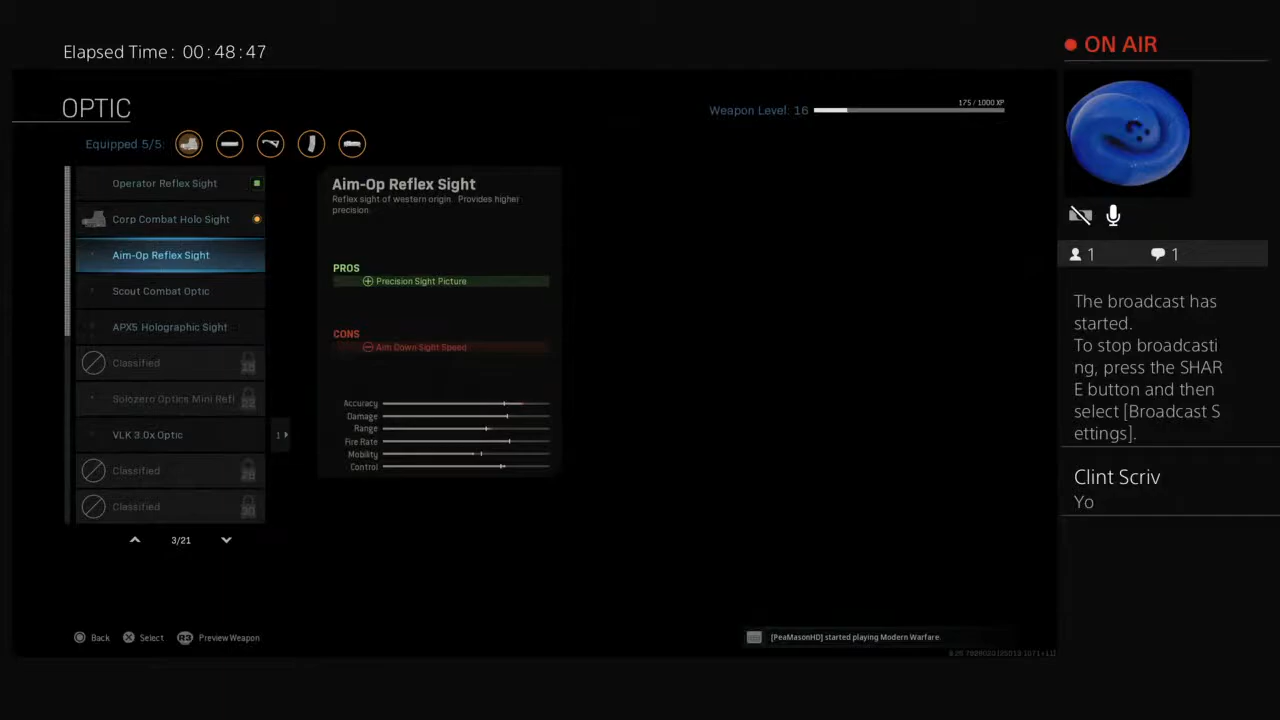 Elapsed Time: 00:48:47
ON AIR
OPTIC
Weapon Level: 16
175 / 1000 XP
Equipped 5/5:
Operator Reflex Sight
Corp Combat Holo Sight
Aim-Op Reflex Sight
Scout Combat Optic
APX5 Holographic Sight
Classified
Solozero Optics Mini Refl
VLK 3.0x Optic
1
Classified
Classified
3/21
Aim-Op Reflex Sight
Reflex sight of western origin. Provides higher
precision.
PROS
Precision Sight Picture
CONS
Aim Down Sight Speed
Accuracy
Damage
Range
Fire Rate
Mobility
Control
Back
Select
R3 Preview Weapon
[PeaMasonHD] started playing Modern Warfare.
1
1
The broadcast has
started.
To stop broadcasti
ng, press the SHAR
E button and then
select [Broadcast S
ettings].
Clint Scriv
Yo